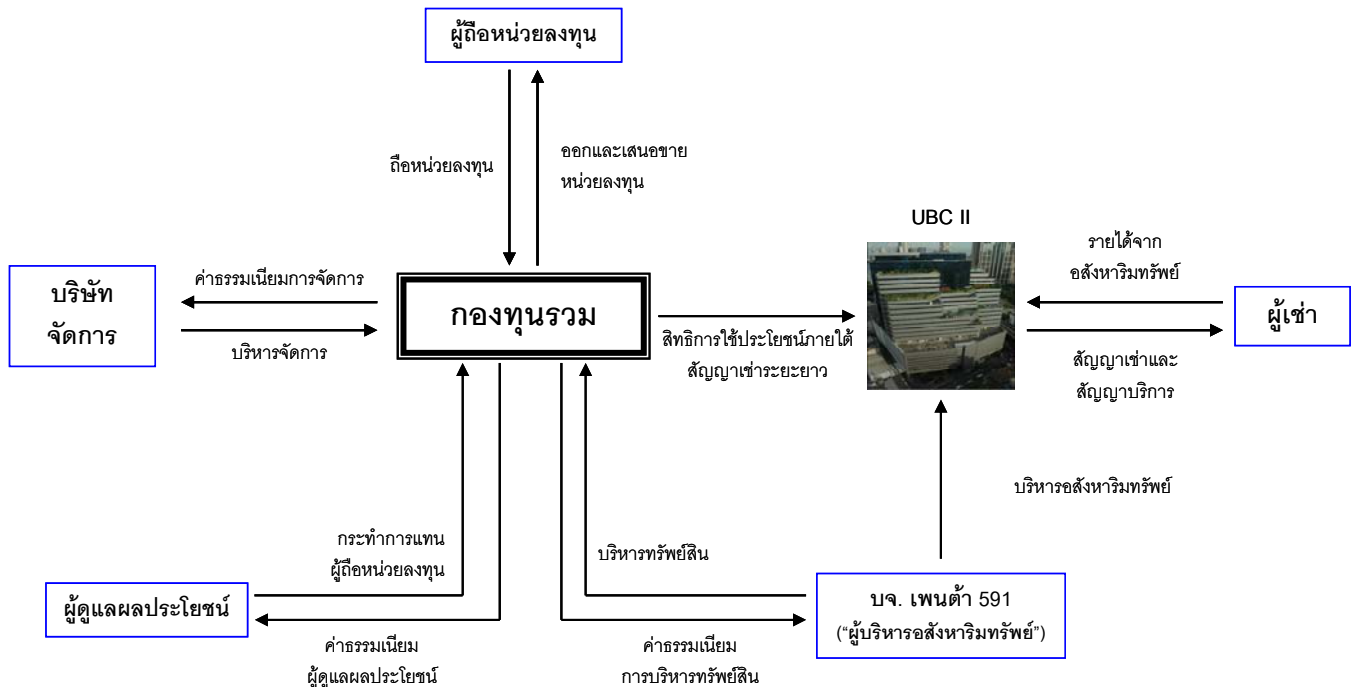 ผู้ถือหน่วยลงทุน
ถือหน่วยลงทุน
ออกและเสนอขาย
หน่วยลงทุน
UBC II
รายได้จาก
อสังหาริมทรัพย์
บริษัท
จัดการ
ค่าธรรมเนียมการจัดการ
บริหารจัดการ
กองทุนรวม
สิทธิการใช้ประโยชน์ภายใต้
สัญญาเช่าระยะยาว
ผู้เช่า
สัญญาเช่าและ
สัญญาบริการ
บริหารอสังหาริมทรัพย์
กระทำการแทน
ผู้ถือหน่วยลงทุน
บริหารทรัพย์สิน
ผู้ดูแลผลประโยชน์
บจ. เพนต้า 591
(“ผู้บริหารอสังหาริมทรัพย์”)
ค่าธรรมเนียม
ผู้ดูแลผลประโยชน์
ค่าธรรมเนียม
การบริหารทรัพย์สิน